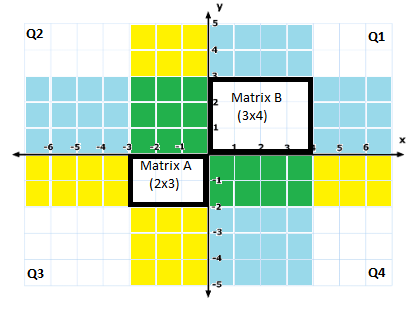 y
Q2
Q1
5
4
3
2
1
Matrix B
(3x4)
x
-6 -5 -4 -3 -2 -1
1 2 3 4 5 6
Matrix A
(2x3)
-1
-2
-3
-4
-5
Q3
Q4